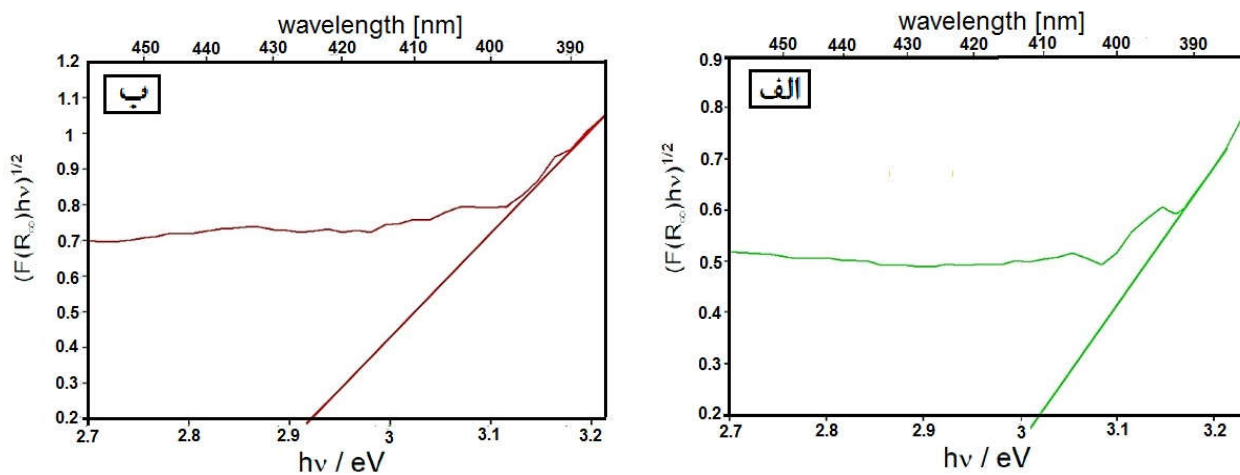 wavelength [nm]
450 440 430 420 410 400 390
1.2
1.1
1
0.9
0.8
0.7
0.6
0.5
0.4
0.3
0.2
(F(R∞)hν)1/2
ب
2.7 2.8 2.9 3 3.1 3.2
hν / eV
wavelength [nm]
450 440 430 420 410 400 390
0.9
0.8
0.7
0.6
0.5
0.4
0.3
0.2
(F(R∞)hν)1/2
الف
2.7 2.8 2.9 3 3.1 3.2
hν / eV